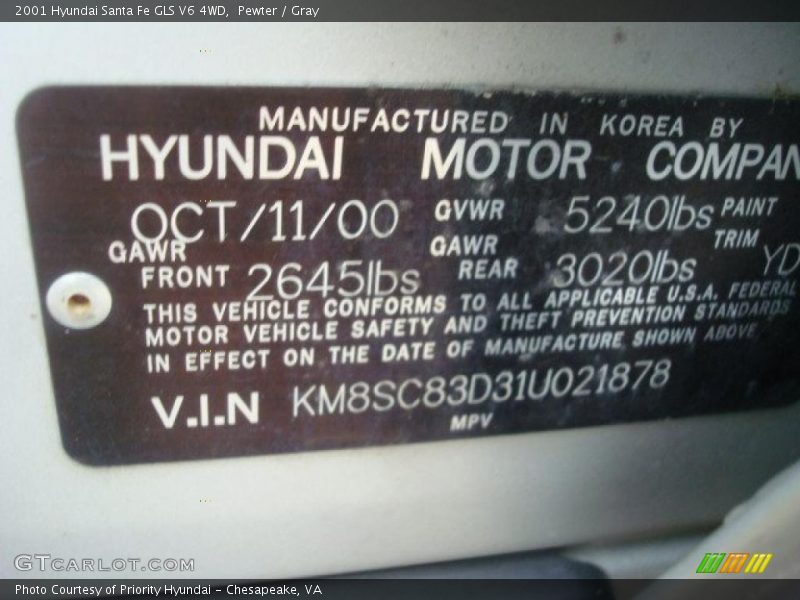 2001 Hyundai Santa Fe GLS V6 4WD, Pewter / Gray
MANUFACTURED IN KOREA BY
HYUNDAI MOTOR COMPAN
OCT/11/00 GVWR 5240lbs PAINT
GAWR FRONT 2645lbs GAWR REAR 3020lbs TRIM YD
THIS VEHICLE CONFORMS TO ALL APPLICABLE U.S.A. FEDERAL
MOTOR VEHICLE SAFETY AND THEFT PREVENTION STANDARDS
IN EFFECT ON THE DATE OF MANUFACTURE SHOWN ABOVE
V.I.N KM8SC83D31U021878
MPV
GTCARLOT.COM
Photo Courtesy of Priority Hyundai - Chesapeake, VA